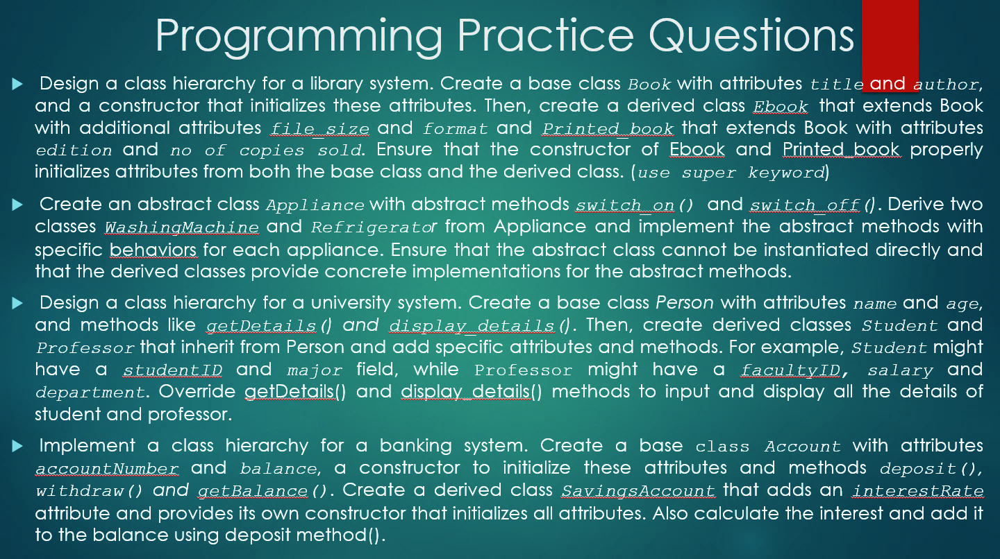 Programming Practice Questions
Design a class hierarchy for a library system. Create a base class Book with attributes title and author,
and a constructor that initializes these attributes. Then, create a derived class Ebook that extends Book
with additional attributes file_size and format and Printed_book that extends Book with attributes
edition and no of copies sold. Ensure that the constructor of Ebook and Printed_book properly
initializes attributes from both the base class and the derived class. (use super keyword)
Create an abstract class Appliance with abstract methods switch_on() and switch_off(). Derive two
classes WashingMachine and Refrigerator from Appliance and implement the abstract methods with
specific behaviors for each appliance. Ensure that the abstract class cannot be instantiated directly and
that the derived classes provide concrete implementations for the abstract methods.
Design a class hierarchy for a university system. Create a base class Person with attributes name and age,
and methods like getDetails() and display_details(). Then, create derived classes Student and
Professor that inherit from Person and add specific attributes and methods. For example, Student might
have a studentID and major field, while Professor might have a facultyID, salary and
department. Override getDetails() and display_details() methods to input and display all the details of
student and professor.
Implement a class hierarchy for a banking system. Create a base class Account with attributes
accountNumber and balance, a constructor to initialize these attributes and methods deposit(),
withdraw() and getBalance(). Create a derived class SavingsAccount that adds an interestRate
attribute and provides its own constructor that initializes all attributes. Also calculate the interest and add it
to the balance using deposit method().